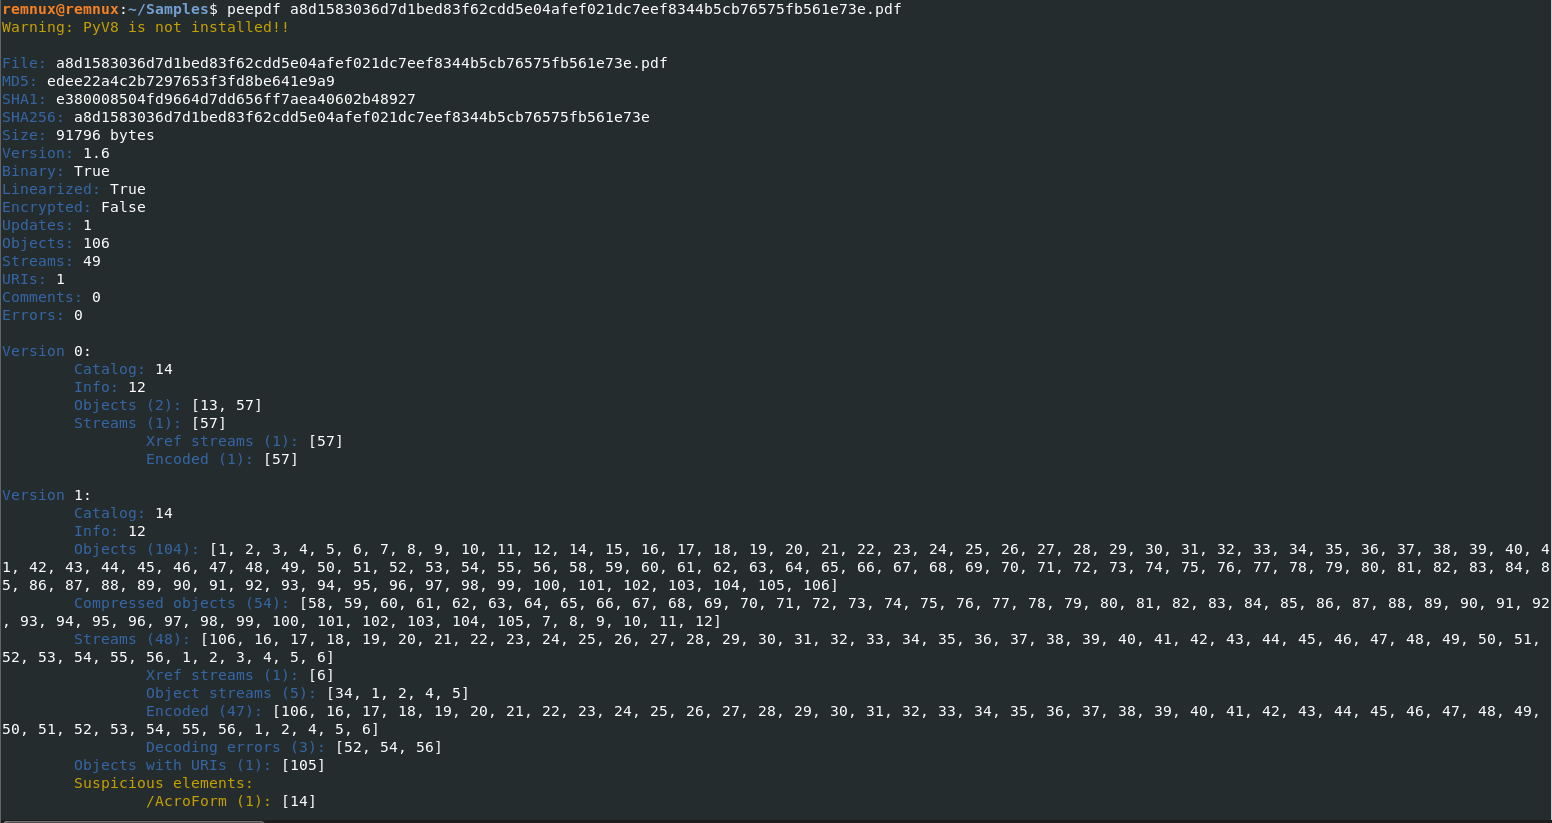 remnux@remnux:~/Samples$ peepdf a8d1583036d7d1bed83f62cdd5e04afef021dc7eef8344b5cb76575fb561e73e.pdf
Warning: PyV8 is not installed!!
File: a8d1583036d7d1bed83f62cdd5e04afef021dc7eef8344b5cb76575fb561e73e.pdf
MD5: edee22a4c2b7297653f3fd8be641e9a9
SHA1: e380008504fd9664d7dd656ff7aea40602b48927
SHA256: a8d1583036d7d1bed83f62cdd5e04afef021dc7eef8344b5cb76575fb561e73e
Size: 91796 bytes
Version: 1.6
Binary: True
Linearized: True
Encrypted: False
Updates: 1
Objects: 106
Streams: 49
URIs: 1
Comments: 0
Errors: 0
Version 0:
Catalog: 14
Info: 12
Objects (2): [13, 57]
Streams (1): [57]
Xref streams (1): [57]
Encoded (1): [57]
Version 1:
Catalog: 14
Info: 12
Objects (104): [1, 2, 3, 4, 5, 6, 7, 8, 9, 10, 11, 12, 14, 15, 16, 17, 18, 19, 20, 21, 22, 23, 24, 25, 26, 27, 28, 29, 30, 31, 32, 33, 34, 35, 36, 37, 38, 39, 40, 4
1, 42, 43, 44, 45, 46, 47, 48, 49, 50, 51, 52, 53, 54, 55, 56, 58, 59, 60, 61, 62, 63, 64, 65, 66, 67, 68, 69, 70, 71, 72, 73, 74, 75, 76, 77, 78, 79, 80, 81, 82, 83, 84, 8
5, 86, 87, 88, 89, 90, 91, 92, 93, 94, 95, 96, 97, 98, 99, 100, 101, 102, 103, 104, 105, 106]
Compressed objects (54): [58, 59, 60, 61, 62, 63, 64, 65, 66, 67, 68, 69, 70, 71, 72, 73, 74, 75, 76, 77, 78, 79, 80, 81, 82, 83, 84, 85, 86, 87, 88, 89, 90, 91, 92
, 93, 94, 95, 96, 97, 98, 99, 100, 101, 102, 103, 104, 105, 7, 8, 9, 10, 11, 12]
Streams (48): [106, 16, 17, 18, 19, 20, 21, 22, 23, 24, 25, 26, 27, 28, 29, 30, 31, 32, 33, 34, 35, 36, 37, 38, 39, 40, 41, 42, 43, 44, 45, 46, 47, 48, 49, 50, 51,
52, 53, 54, 55, 56, 1, 2, 3, 4, 5, 6]
Xref streams (1): [6]
Object streams (5): [34, 1, 2, 4, 5]
Encoded (47): [106, 16, 17, 18, 19, 20, 21, 22, 23, 24, 25, 26, 27, 28, 29, 30, 31, 32, 33, 34, 35, 36, 37, 38, 39, 40, 41, 42, 43, 44, 45, 46, 47, 48, 49,
50, 51, 52, 53, 54, 55, 56, 1, 2, 4, 5, 6]
Decoding errors (3): [52, 54, 56]
Objects with URIs (1): [105]
Suspicious elements:
/AcroForm (1): [14]